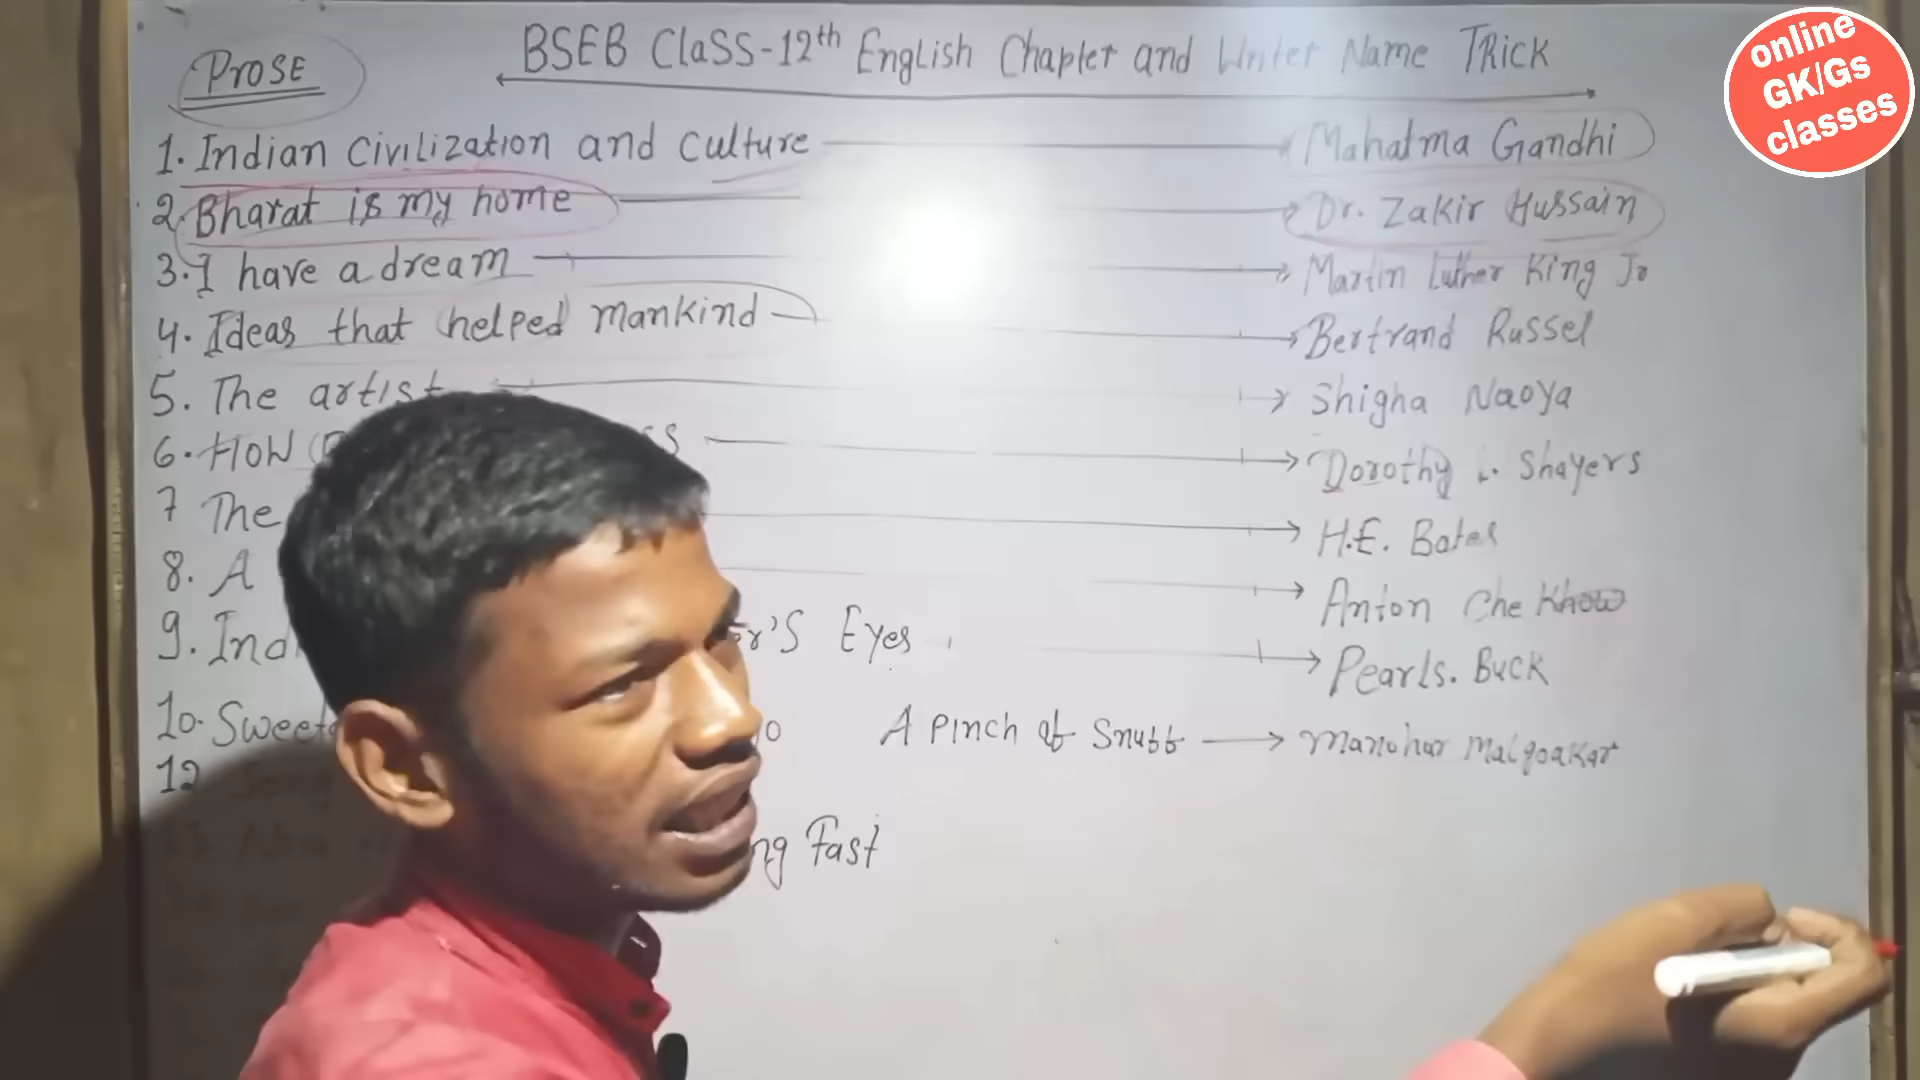 PROSE
BSEB ClaSS-12th English Chapter and Writer Name TRicK
online
GK/Gs
classes
1. Indian civilization and culture Mahatma Gandhi
2. Bharat is my home Dr. Zakir Hussain
3. I have a dream Martin Luther King Jr
4. Ideas that helped mankind Bertrand Russel
5. The artist Shigha Naoya
6. HOW Dorothy L. Shayers
7 The H.E. Bates
8. A Anton Chekhow
9. Ind 'S Eyes Pearls. Buck
10. A Pinch of Snuff Manohar Malgoakar
12
Fast